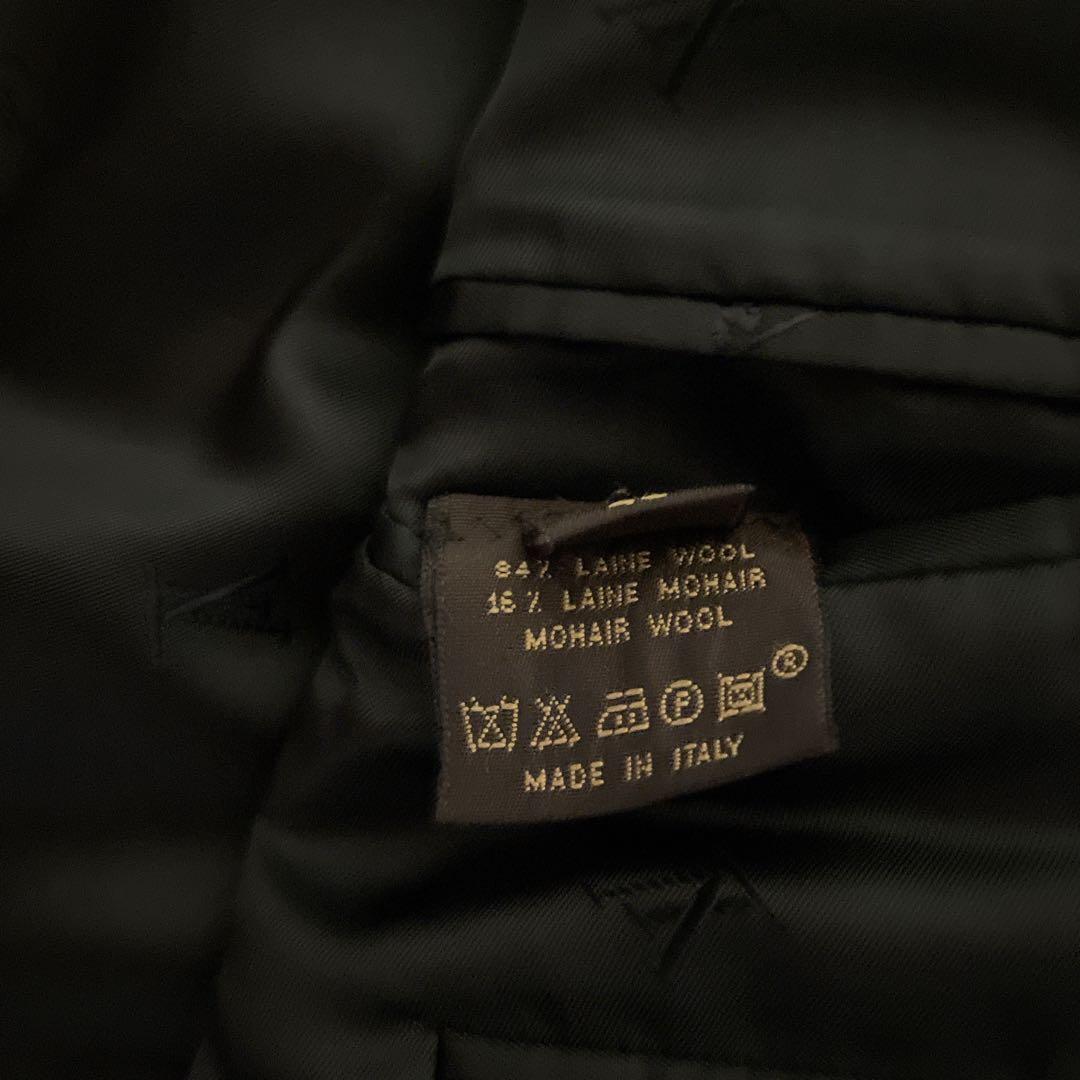 84% LAINE WOOL
16 % LAINE MOHAIR
MOHAIR WOOL
P ®
MADE IN ITALY